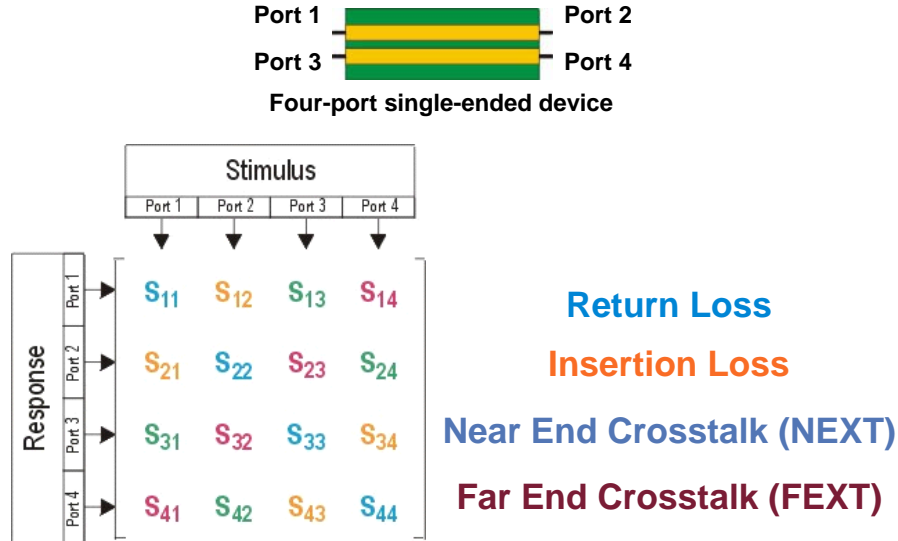 Port 1 Port 2
Port 3 Port 4
Four-port single-ended device
Stimulus
Port 1 Port 2 Port 3 Port 4
Response
Port 1 S11 S12 S13 S14
Port 2 S21 S22 S23 S24
Port 3 S31 S32 S33 S34
Port 4 S41 S42 S43 S44
Return Loss
Insertion Loss
Near End Crosstalk (NEXT)
Far End Crosstalk (FEXT)